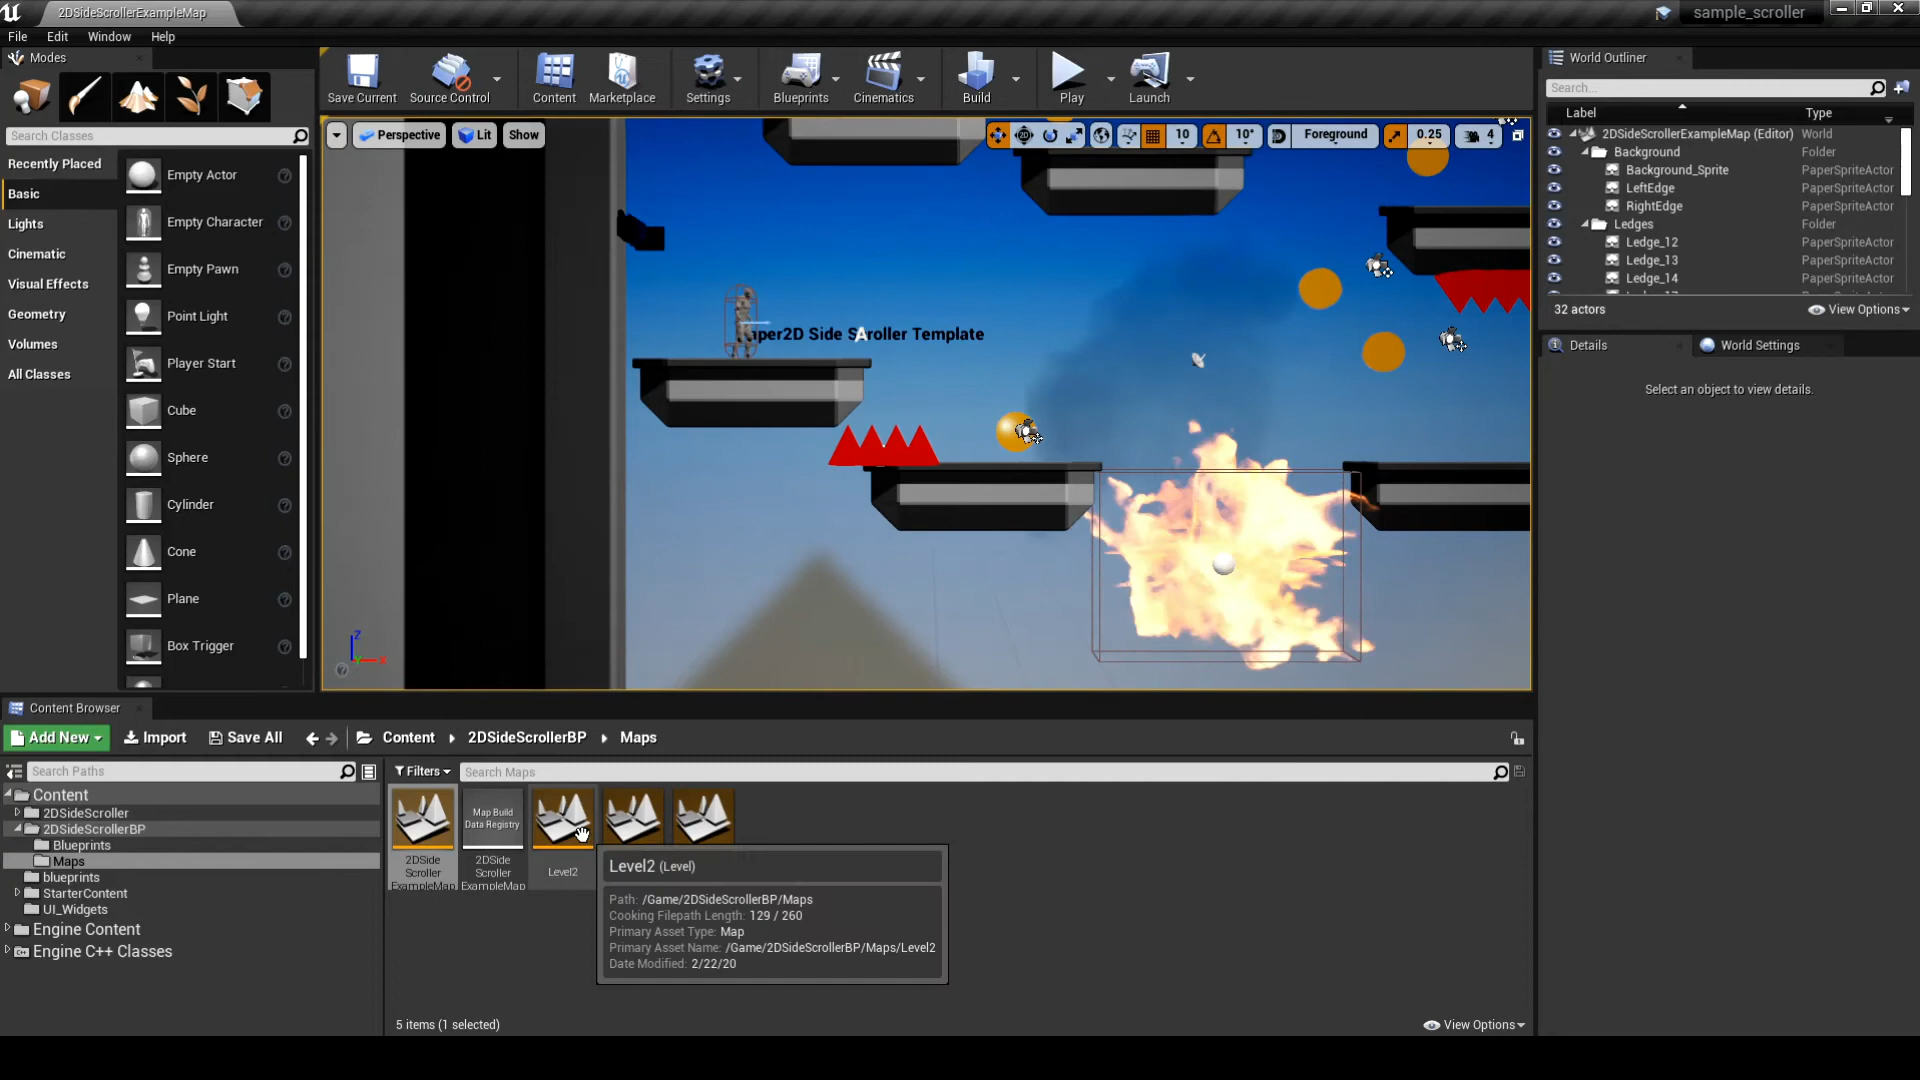 2DSideScrollerExampleMap
sample_scroller
File Edit Window Help
Modes
Save Current
Source Control
Content
Marketplace
Settings
Blueprints
Cinematics
Build
Play
Launch
World Outliner
Search...
Label Type
2DSideScrollerExampleMap (Editor) World
Background Folder
Background_Sprite PaperSpriteActor
LeftEdge PaperSpriteActor
RightEdge PaperSpriteActor
Ledges Folder
Ledge_12 PaperSpriteActor
Ledge_13 PaperSpriteActor
Ledge_14 PaperSpriteActor
32 actors
View Options
Details
World Settings
Select an object to view details.
Search Classes
Recently Placed
Basic
Lights
Cinematic
Visual Effects
Geometry
Volumes
All Classes
Empty Actor
Empty Character
Empty Pawn
Point Light
Player Start
Cube
Sphere
Cylinder
Cone
Plane
Box Trigger
Perspective
Lit
Show
10
10°
Foreground
0.25
4
aper2D Side Scroller Template
Z
X
Content Browser
Add New
Import
Save All
Content
2DSideScrollerBP
Maps
Search Paths
Filters
Search Maps
Content
2DSideScroller
2DSideScrollerBP
Blueprints
Maps
blueprints
StarterContent
UI_Widgets
Engine Content
Engine C++ Classes
2DSide
Scroller
ExampleMap
Map Build
Data Registry
2DSide
Scroller
ExampleMap
Level2
Level2 (Level)
Path: /Game/2DSideScrollerBP/Maps
Cooking Filepath Length: 129 / 260
Primary Asset Type: Map
Primary Asset Name: /Game/2DSideScrollerBP/Maps/Level2
Date Modified: 2/22/20
5 items (1 selected)
View Options